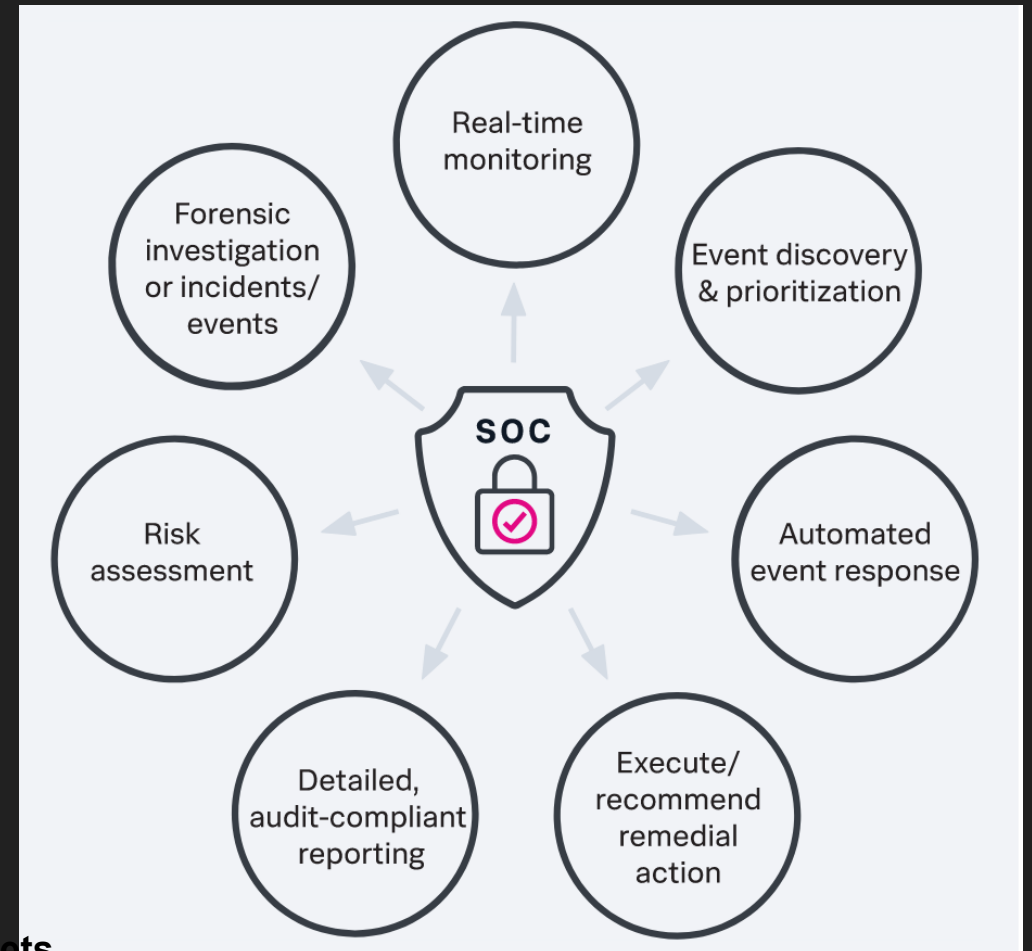 Real-time
monitoring
Forensic
investigation
or incidents/
events
Event discovery
& prioritization
SOC
Risk
assessment
Automated
event response
Detailed,
audit-compliant
reporting
Execute/
recommend
remedial
action